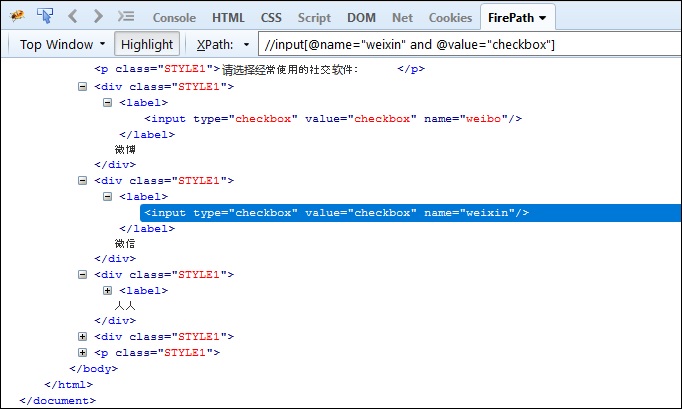 Console HTML CSS Script DOM Net Cookies FirePath
Top Window Highlight XPath: //input[@name="weixin" and @value="checkbox"]
<p class="STYLE1">请选择经常使用的社交软件： </p>
<div class="STYLE1">
<label>
<input type="checkbox" value="checkbox" name="weibo"/>
</label>
微博
</div>
<div class="STYLE1">
<label>
<input type="checkbox" value="checkbox" name="weixin"/>
</label>
微信
</div>
<div class="STYLE1">
<label>
人人
</div>
<div class="STYLE1">
<p class="STYLE1">
</body>
</html>
</document>